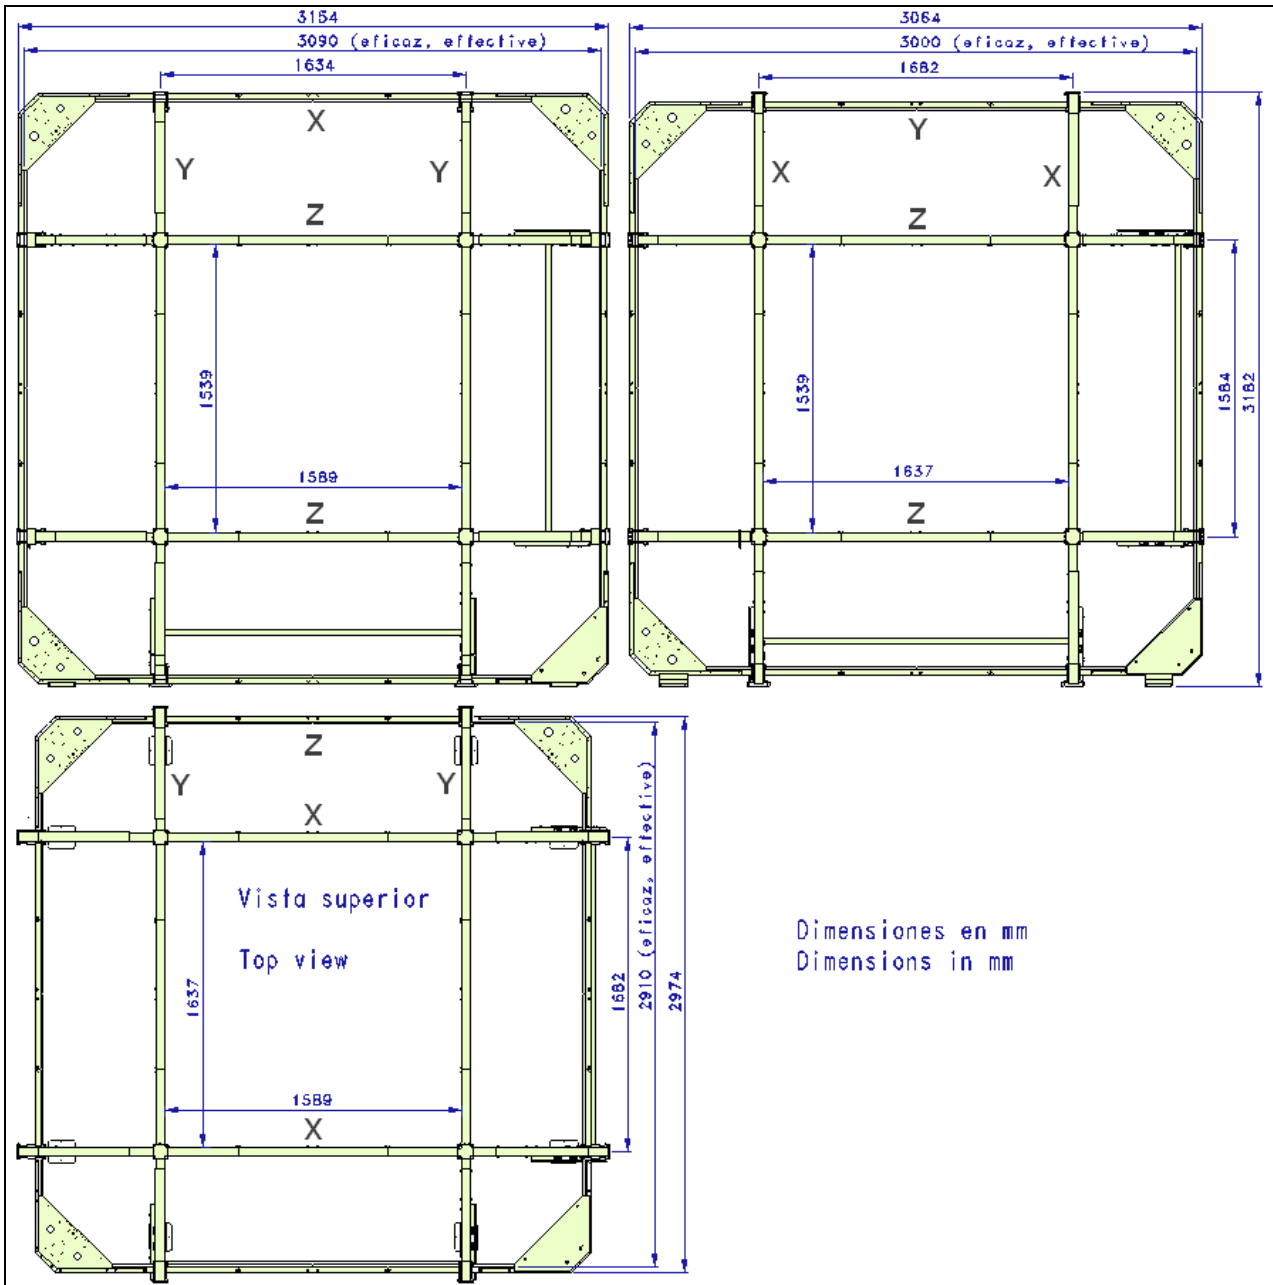 3154
3090 (eficaz, effective)
1634
X
Y
Y
Z
1539
1589
Z
3064
3000 (eficaz, effective)
1682
Y
X
X
Z
1539
1584
3182
1637
Z
Z
Y
Y
X
2910 (eficaz, effective)
Vista superior
Top view
1637
1682
2974
1589
X
Dimensiones en mm
Dimensions in mm